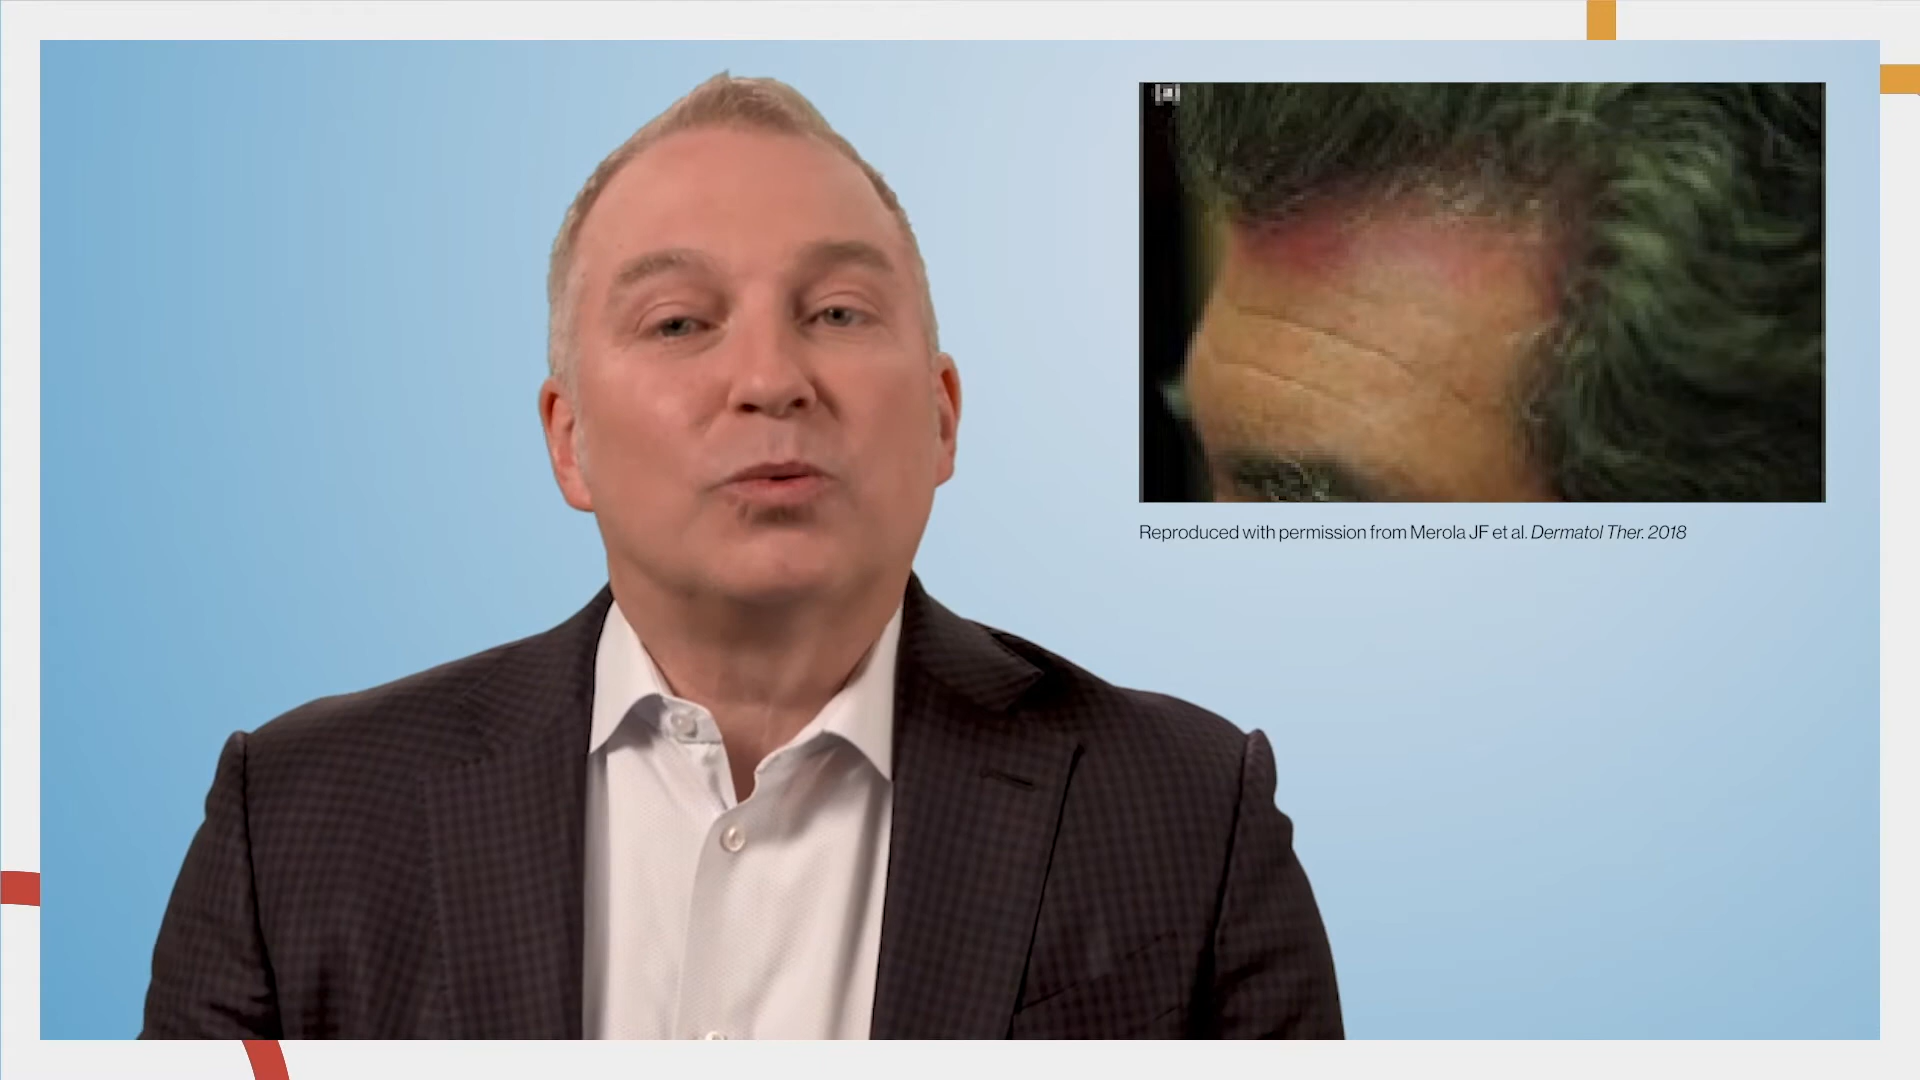 [a]
Reproduced with permission from Merola JF et al. Dermatol Ther. 2018